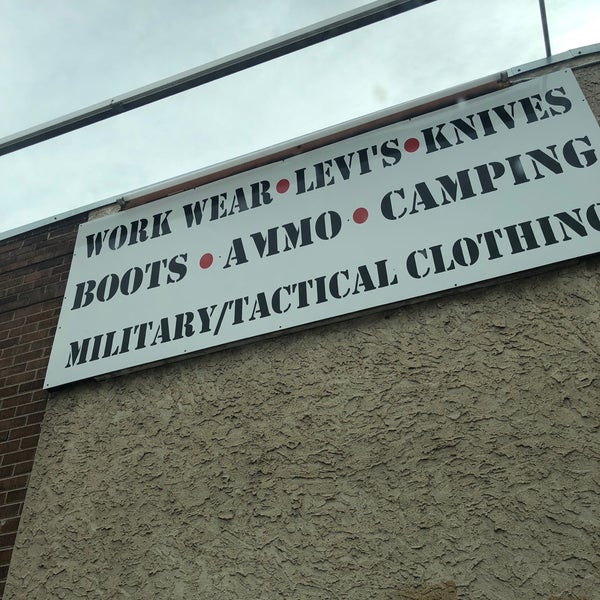 WORK WEAR • LEVI'S • KNIVES
BOOTS • AMMO • CAMPING
MILITARY/TACTICAL CLOTHING